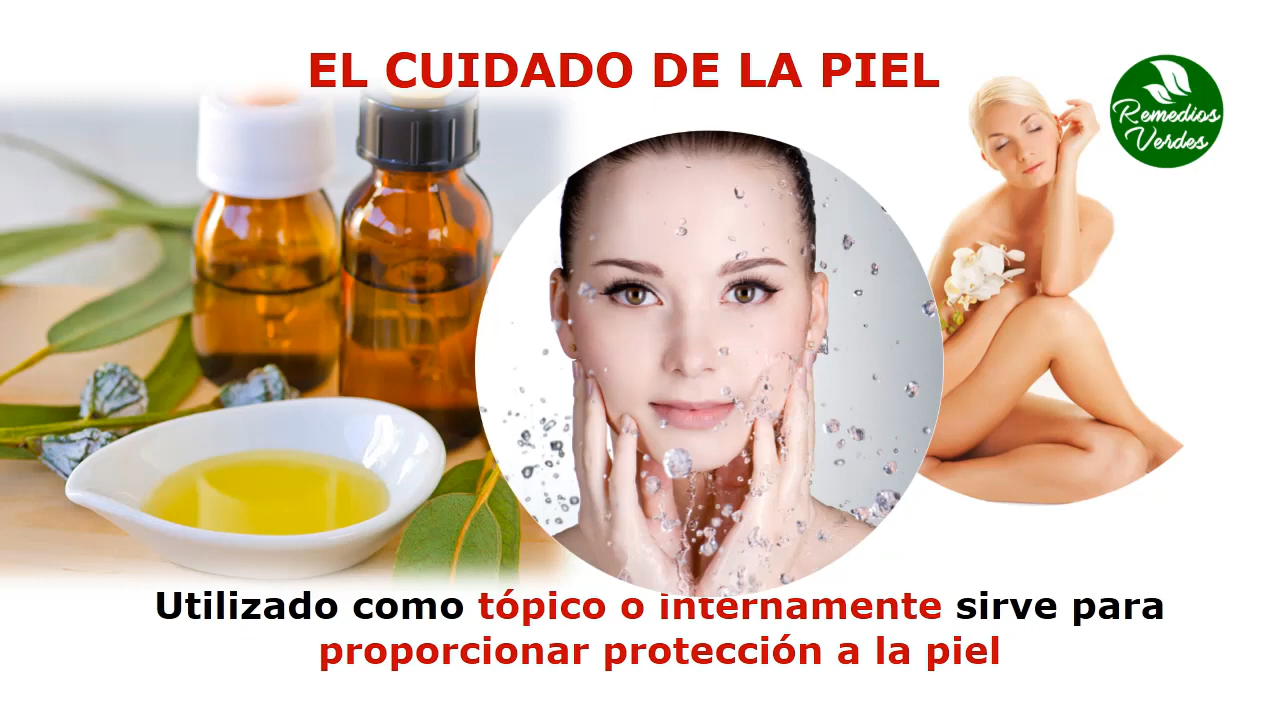 EL CUIDADO DE LA PIEL
Remedios
Verdes
Utilizado como tópico o internamente sirve para
proporcionar protección a la piel